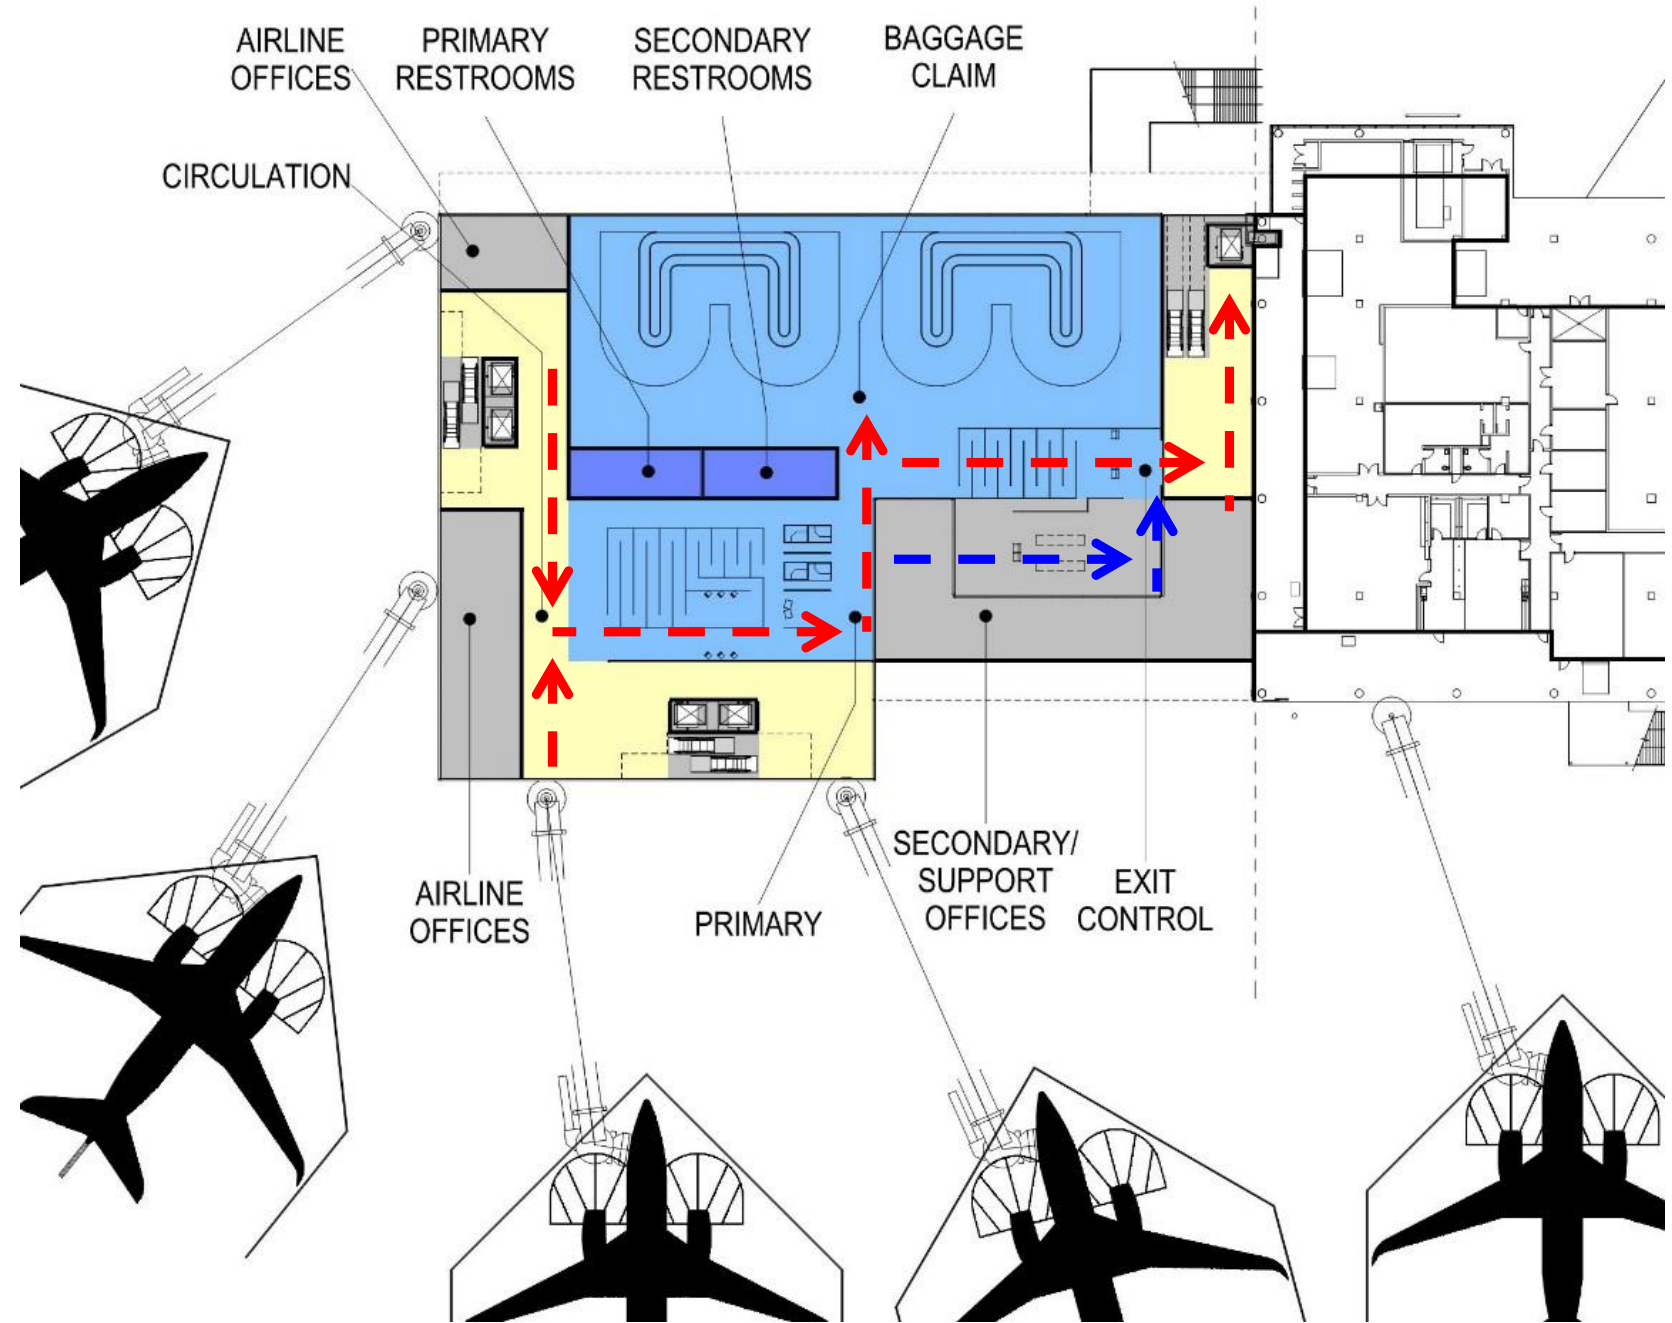 AIRLINE
OFFICES
PRIMARY
RESTROOMS
SECONDARY
RESTROOMS
BAGGAGE
CLAIM
CIRCULATION
AIRLINE
OFFICES
PRIMARY
SECONDARY/
SUPPORT
OFFICES
EXIT
CONTROL